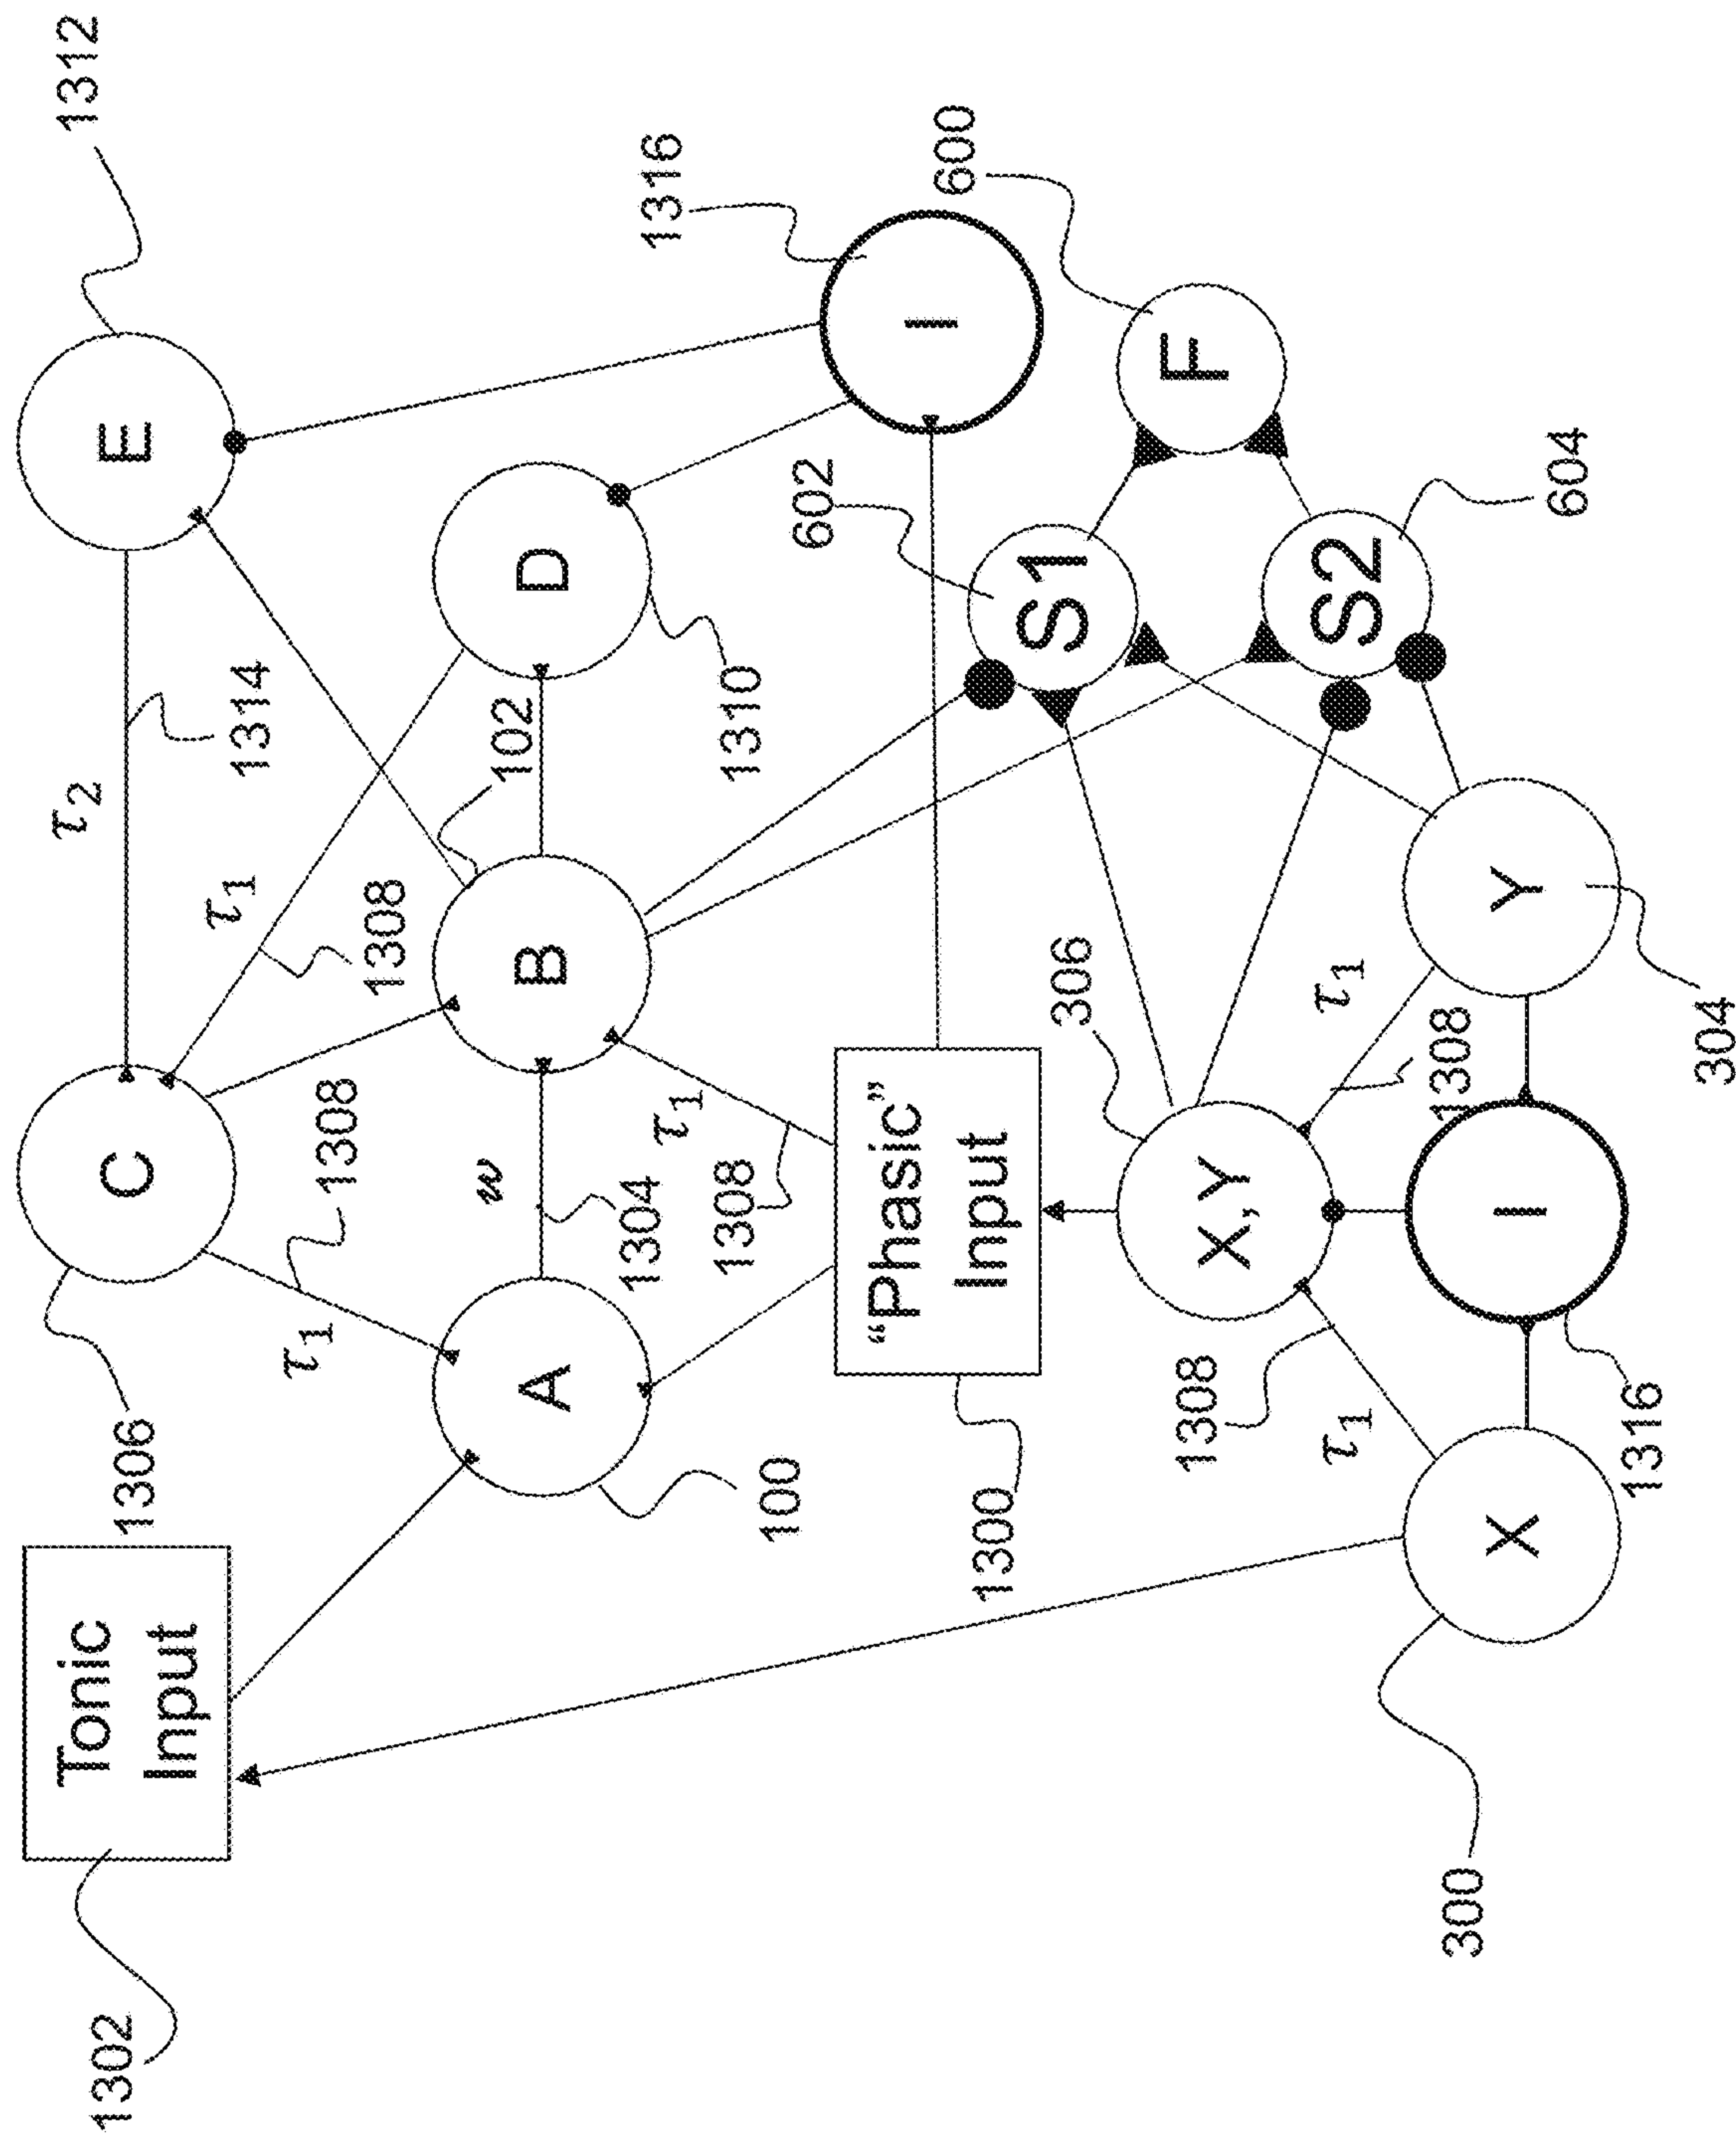 1302
Tonic
Input
1306
C
τ2
E
1312
τ1
1308
τ1
1308
1314
A
w
1304
B
102
D
1310
1316
100
1308
τ1
602
I
600
“Phasic”
Input
1300
306
S1
F
X,Y
1308
τ1
τ1
1308
S2
604
300
X
I
1316
Y
304